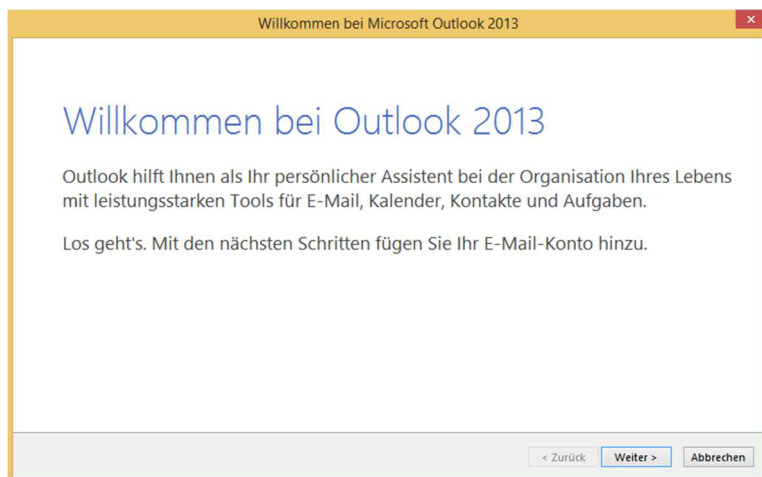 Willkommen bei Microsoft Outlook 2013
Willkommen bei Outlook 2013
Outlook hilft Ihnen als Ihr persönlicher Assistent bei der Organisation Ihres Lebens
mit leistungsstarken Tools für E-Mail, Kalender, Kontakte und Aufgaben.
Los geht's. Mit den nächsten Schritten fügen Sie Ihr E-Mail-Konto hinzu.
< Zurück Weiter > Abbrechen